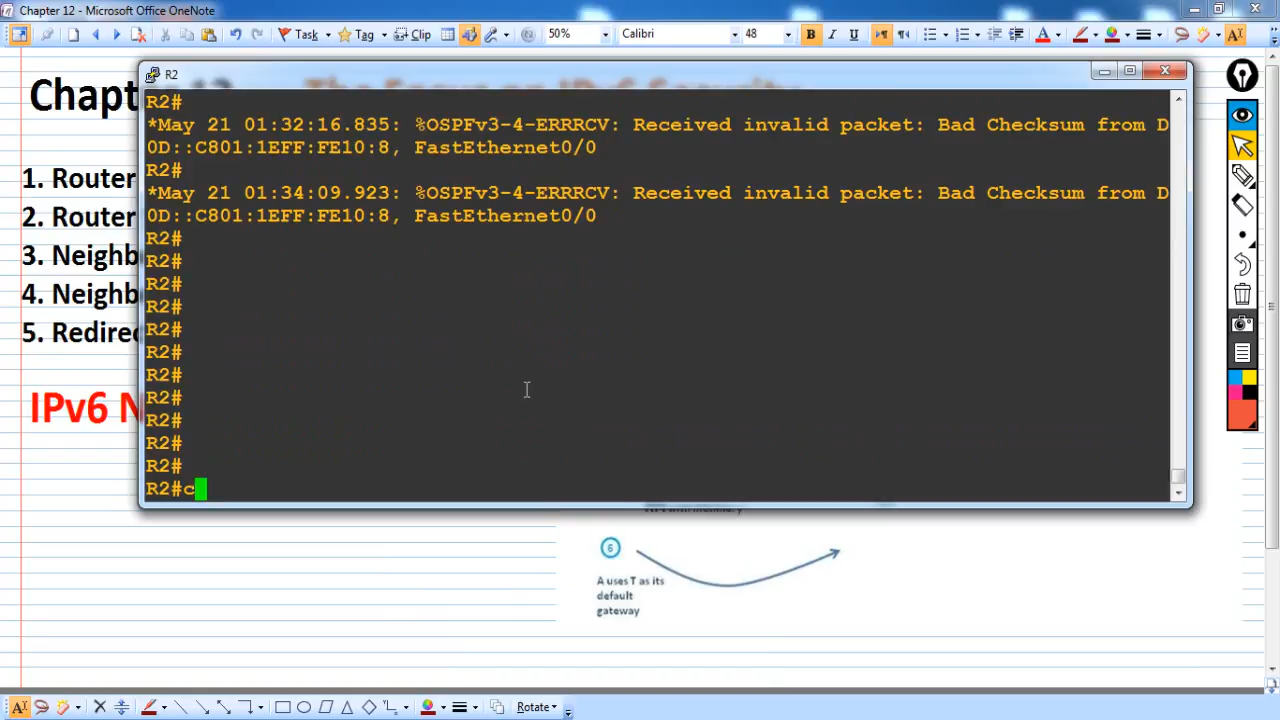 Chapter 12 - Microsoft Office OneNote
Task
Tag
Clip
50%
Calibri
48
B I U
Chapt
R2
1. Router
2. Router
3. Neighb
4. Neighb
5. Redirec
IPv6 N
R2#
*May 21 01:32:16.835: %OSPFv3-4-ERRRCV: Received invalid packet: Bad Checksum from D
0D::C801:1EFF:FE10:8, FastEthernet0/0
R2#
*May 21 01:34:09.923: %OSPFv3-4-ERRRCV: Received invalid packet: Bad Checksum from D
0D::C801:1EFF:FE10:8, FastEthernet0/0
R2#
R2#
R2#
R2#
R2#
R2#
R2#
R2#
R2#
R2#
R2#
R2#c
6
A uses T as its
default
gateway
Rotate